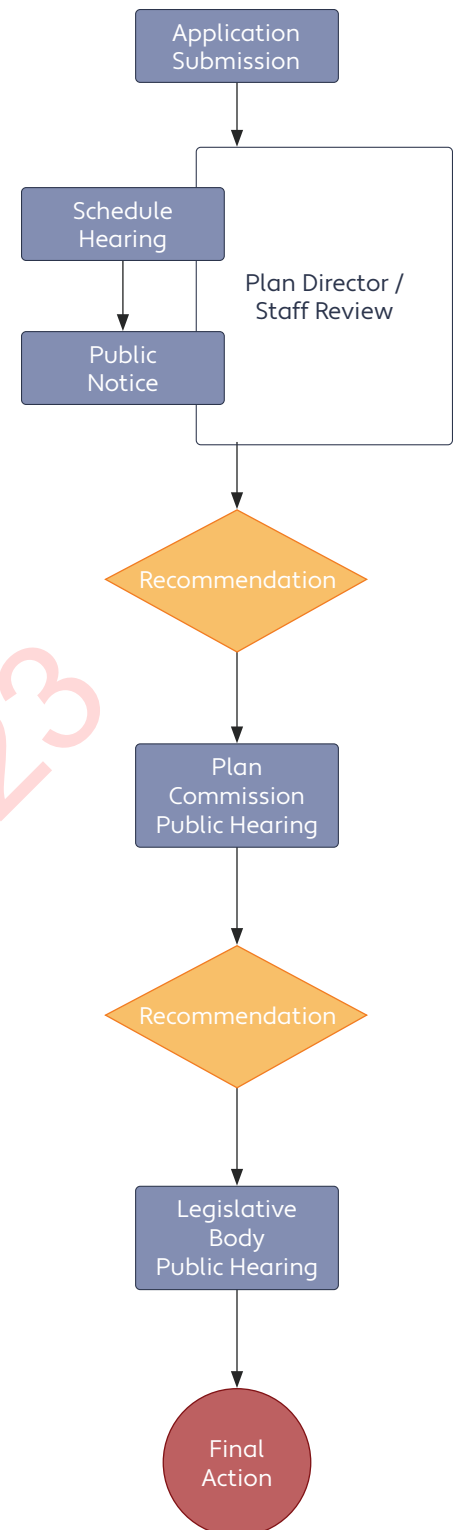 Application
Submission
Schedule
Hearing
Plan Director /
Staff Review
Public
Notice
Recommendation
23
Plan
Commission
Public Hearing
Recommendation
Legislative
Body
Public Hearing
Final
Action